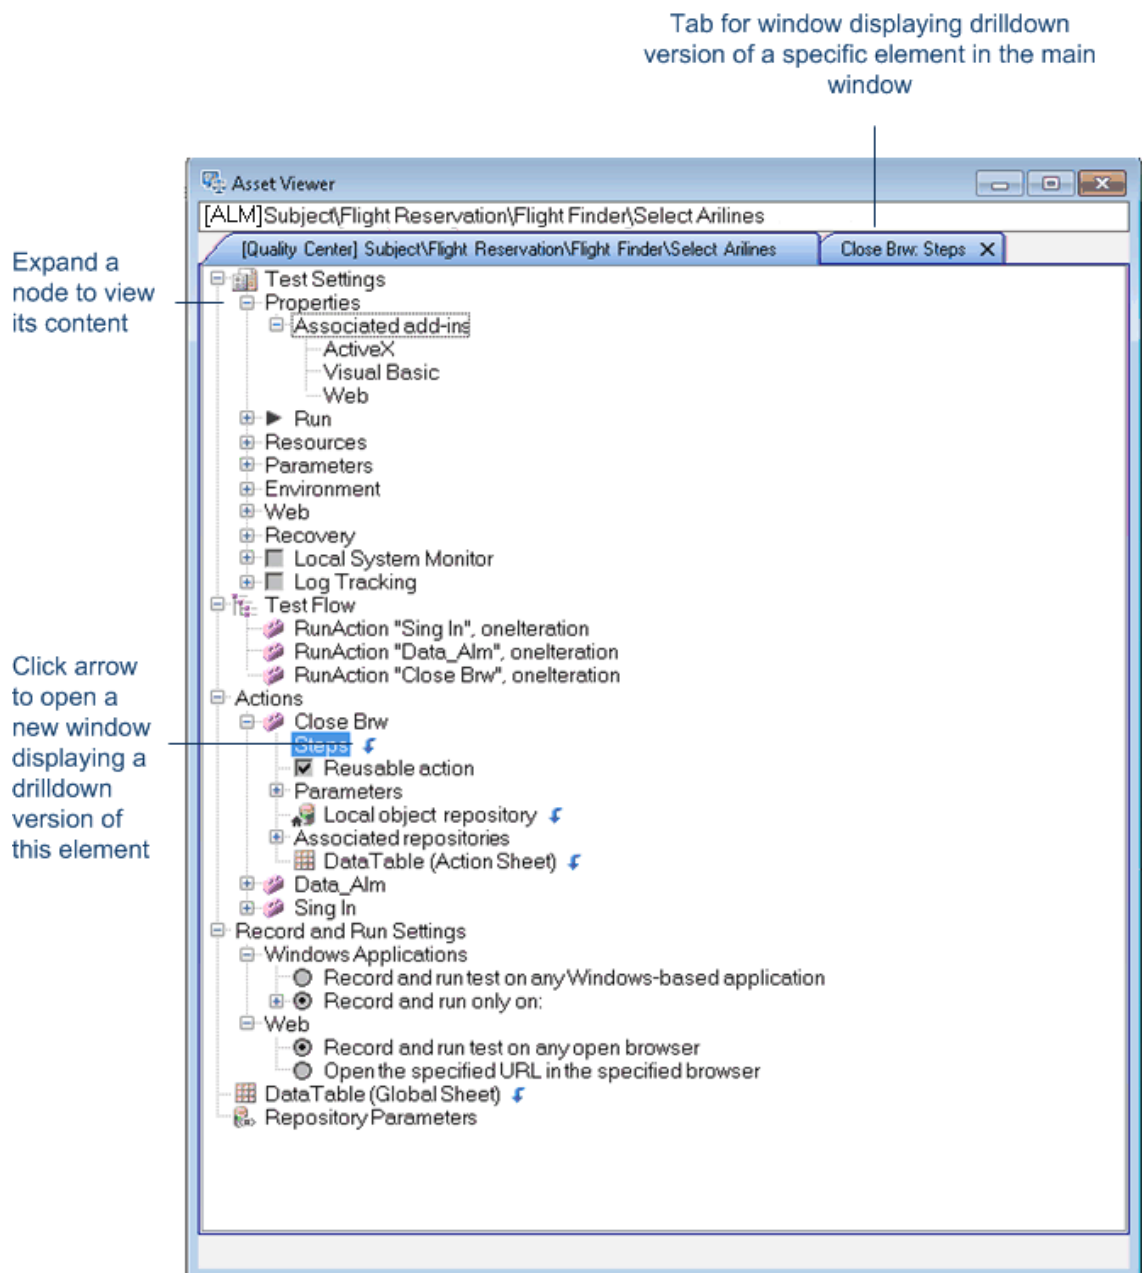 Tab for window displaying drilldown
version of a specific element in the main
window
Asset Viewer
[ALM]Subject\Flight Reservation\Flight Finder\Select Arilines
[Quality Center] Subject\Flight Reservation\Flight Finder\Select Arilines
Close Brw: Steps
Expand a
node to view
its content
Test Settings
Properties
Associated add-ins
ActiveX
Visual Basic
Web
Run
Resources
Parameters
Environment
Web
Recovery
Local System Monitor
Log Tracking
Test Flow
RunAction "Sing In", oneIteration
RunAction "Data_Alm", oneIteration
RunAction "Close Brw", oneIteration
Click arrow
to open a
new window
displaying a
drilldown
version of
this element
Actions
Close Brw
Steps
Reusable action
Parameters
Local object repository
Associated repositories
DataTable (Action Sheet)
Data_Alm
Sing In
Record and Run Settings
Windows Applications
Record and run test on any Windows-based application
Record and run only on:
Web
Record and run test on any open browser
Open the specified URL in the specified browser
DataTable (Global Sheet)
Repository Parameters